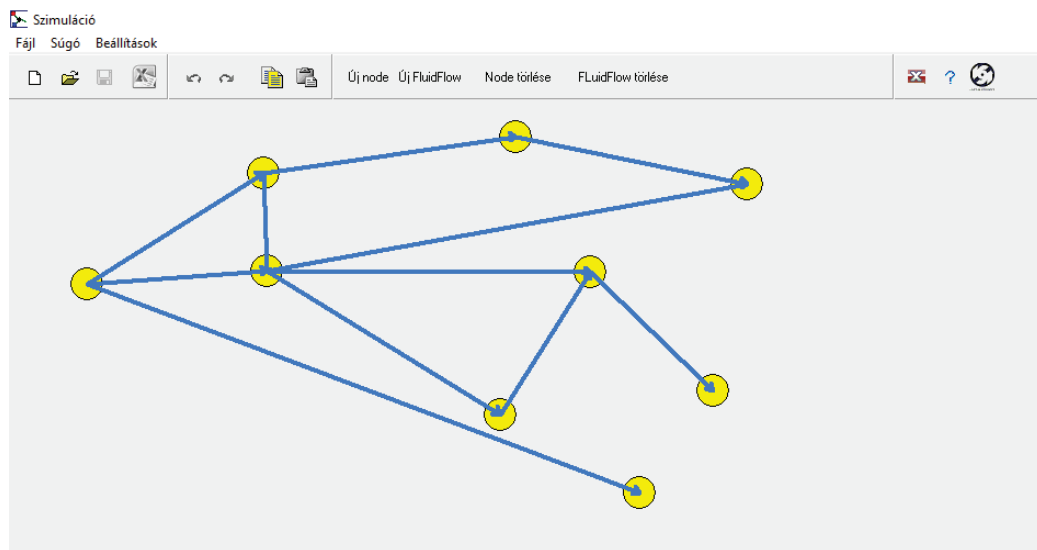 Szimuláció
Fájl Súgó Beállítások
Új node Új FluidFlow Node törlése FLuidFlow törlése